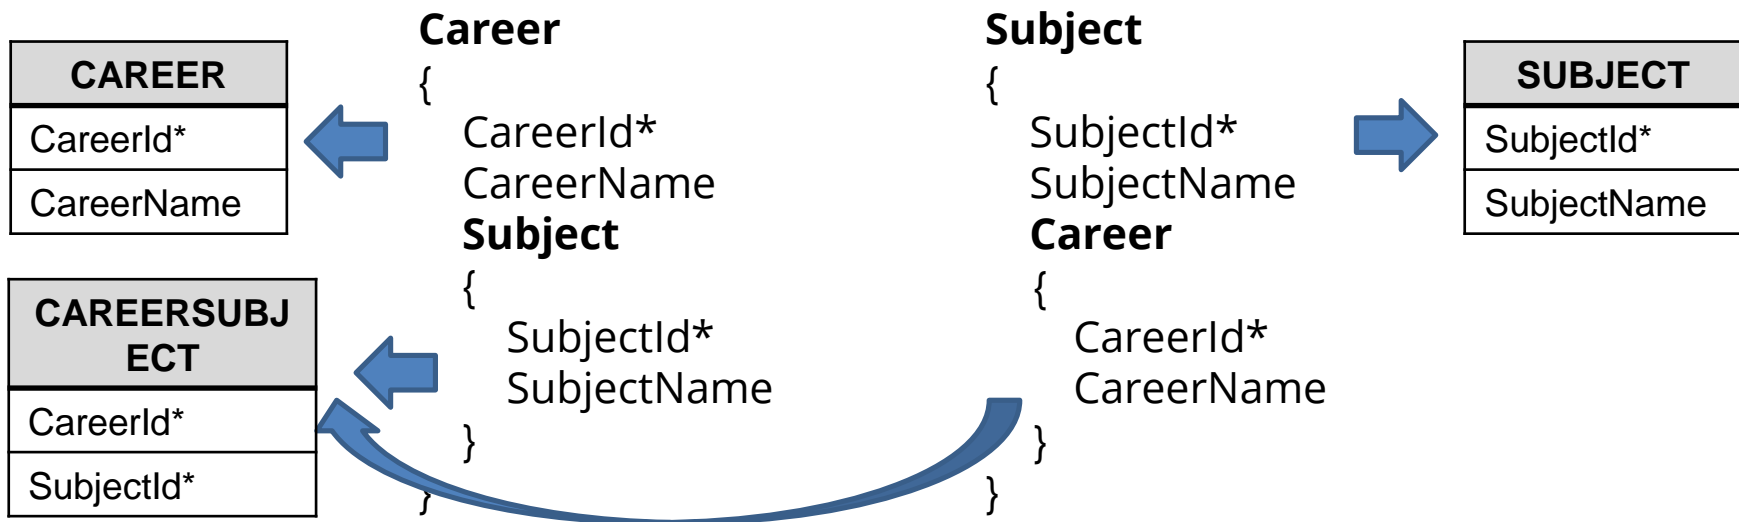 CAREER
CareerId*
CareerName
CAREERSUBJ
ECT
CareerId*
SubjectId*
Career
{
CareerId*
CareerName
Subject
{
SubjectId*
SubjectName
}
}
Subject
{
SubjectId*
SubjectName
Career
{
CareerId*
CareerName
}
}
SUBJECT
SubjectId*
SubjectName